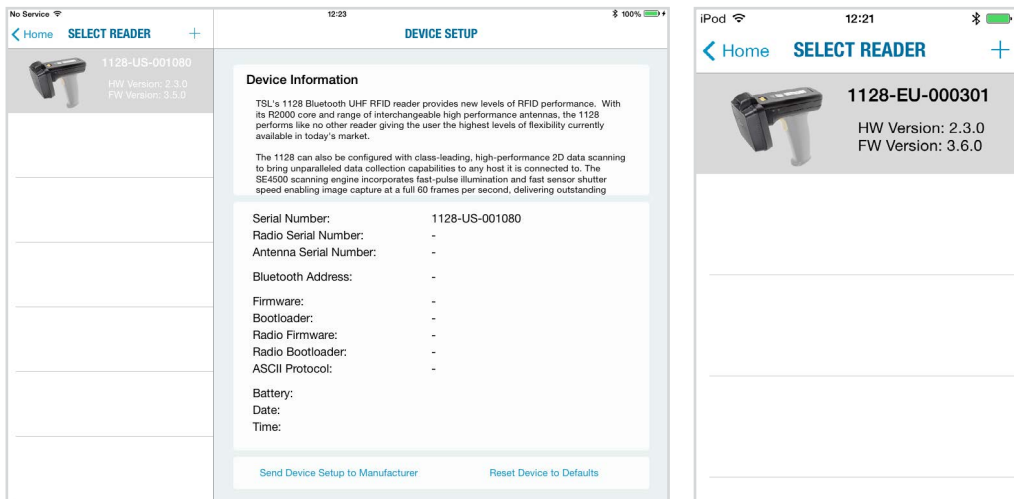 No Service 12:23 100%
Home SELECT READER + DEVICE SETUP
1128-US-001080
HW Version: 2.3.0
FW Version: 3.5.0
Device Information
TSL's 1128 Bluetooth UHF RFID reader provides new levels of RFID performance. With
its R2000 core and range of interchangeable high performance antennas, the 1128
performs like no other reader giving the user the highest levels of flexibility currently
available in today's market.
The 1128 can also be configured with class-leading, high-performance 2D data scanning
to bring unparalleled data collection capabilities to any host it is connected to. The
SE4500 scanning engine incorporates fast-pulse illumination and fast sensor shutter
speed enabling image capture at a full 60 frames per second, delivering outstanding
Serial Number: 1128-US-001080
Radio Serial Number: -
Antenna Serial Number: -
Bluetooth Address: -
Firmware: -
Bootloader: -
Radio Firmware: -
Radio Bootloader: -
ASCII Protocol: -
Battery:
Date:
Time:
Send Device Setup to Manufacturer Reset Device to Defaults
iPod 12:21
Home SELECT READER +
1128-EU-000301
HW Version: 2.3.0
FW Version: 3.6.0